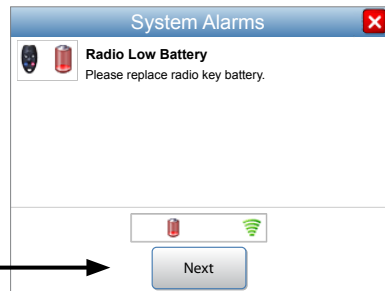 System Alarms
Radio Low Battery
Please replace radio key battery.
Next